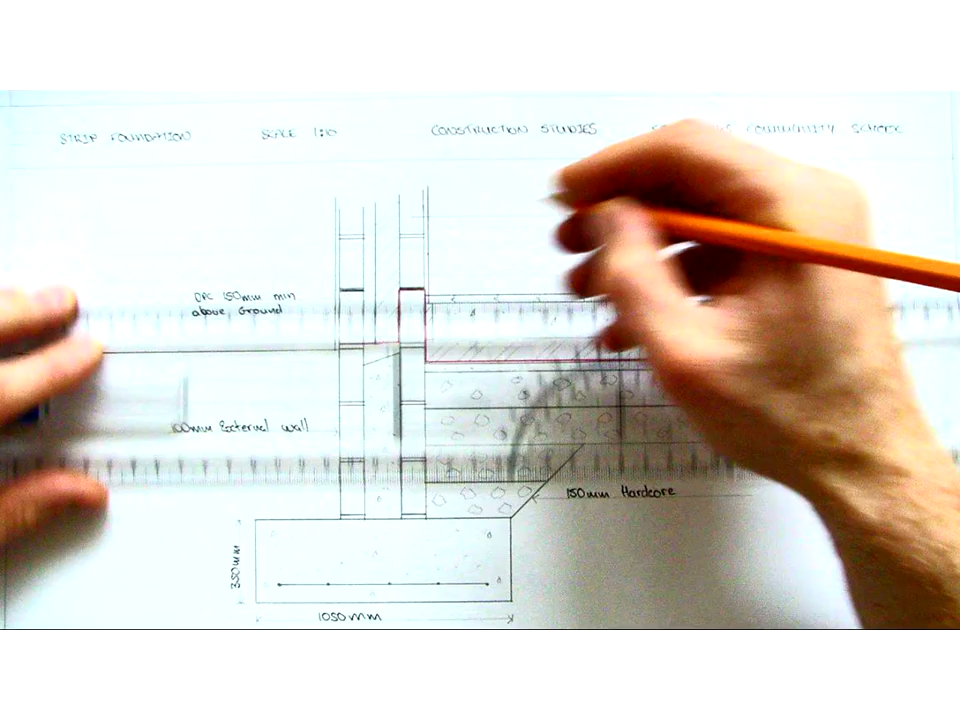 STRIP FOUNDATION
SCALE 1:10
CONSTRUCTION STUDIES
COMMUNITY
DPC 150mm min
above Ground
100mm External wall
150mm Hardcore
350mm
1050mm